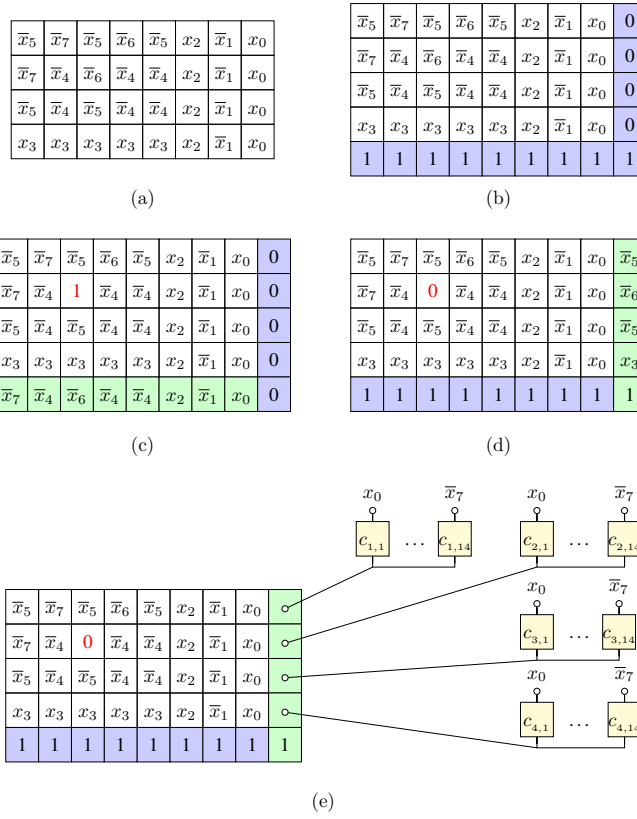 x̅₅ x̅₇ x̅₅ x̅₆ x̅₅ x₂ x̅₁ x₀
x̅₇ x̅₄ x̅₆ x̅₄ x̅₄ x₂ x̅₁ x₀
x̅₅ x̅₄ x̅₅ x̅₄ x̅₄ x₂ x̅₁ x₀
x₃ x₃ x₃ x₃ x₃ x₂ x̅₁ x₀
(a)
x̅₅ x̅₇ x̅₅ x̅₆ x̅₅ x₂ x̅₁ x₀ 0
x̅₇ x̅₄ x̅₆ x̅₄ x̅₄ x₂ x̅₁ x₀ 0
x̅₅ x̅₄ x̅₅ x̅₄ x̅₄ x₂ x̅₁ x₀ 0
x₃ x₃ x₃ x₃ x₃ x₂ x̅₁ x₀ 0
1 1 1 1 1 1 1 1 1
(b)
x̅₅ x̅₇ x̅₅ x̅₆ x̅₅ x₂ x̅₁ x₀ 0
x̅₇ x̅₄ 1 x̅₄ x̅₄ x₂ x̅₁ x₀ 0
x̅₅ x̅₄ x̅₅ x̅₄ x̅₄ x₂ x̅₁ x₀ 0
x₃ x₃ x₃ x₃ x₃ x₂ x̅₁ x₀ 0
x̅₇ x̅₄ x̅₆ x̅₄ x̅₄ x₂ x̅₁ x₀ 0
(c)
x̅₅ x̅₇ x̅₅ x̅₆ x̅₅ x₂ x̅₁ x₀ x̅₅
x̅₇ x̅₄ 0 x̅₄ x̅₄ x₂ x̅₁ x₀ x̅₆
x̅₅ x̅₄ x̅₅ x̅₄ x̅₄ x₂ x̅₁ x₀ x̅₅
x₃ x₃ x₃ x₃ x₃ x₂ x̅₁ x₀ x₃
1 1 1 1 1 1 1 1 1
(d)
x₀ x̅₇ x₀ x̅₇
c₁,₁ … c₁,₁₄ c₂,₁ … c₂,₁₄
x₀ x̅₇
c₃,₁ … c₃,₁₄
x₀ x̅₇
c₄,₁ … c₄,₁₄
x̅₅ x̅₇ x̅₅ x̅₆ x̅₅ x₂ x̅₁ x₀
x̅₇ x̅₄ 0 x̅₄ x̅₄ x₂ x̅₁ x₀
x̅₅ x̅₄ x̅₅ x̅₄ x̅₄ x₂ x̅₁ x₀
x₃ x₃ x₃ x₃ x₃ x₂ x̅₁ x₀
1 1 1 1 1 1 1 1 1
(e)